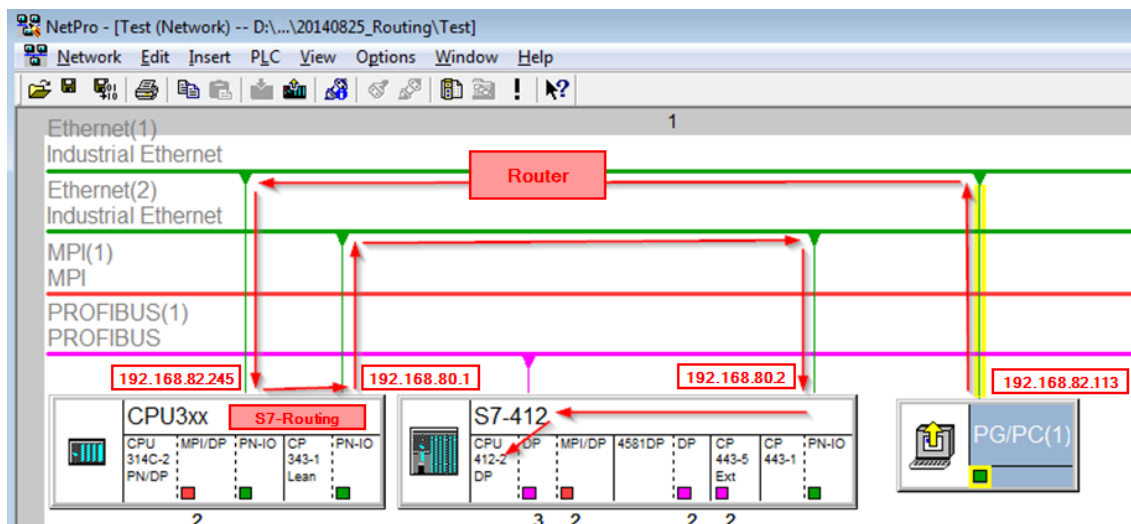 NetPro - [Test (Network) -- D:\...\20140825_Routing\Test]
Network Edit Insert PLC View Options Window Help
1
Ethernet(1)
Industrial Ethernet
Router
Ethernet(2)
Industrial Ethernet
MPI(1)
MPI
PROFIBUS(1)
PROFIBUS
192.168.82.245
192.168.80.1
192.168.80.2
192.168.82.113
CPU3xx
S7-Routing
CPU
314C-2
PN/DP
MPI/DP
PN-IO
CP
343-1
Lean
PN-IO
2
S7-412
CPU
412-2
DP
DP
MPI/DP
4581DP
DP
CP
443-5
Ext
CP
443-1
PN-IO
3 2 2 2
PG/PC(1)